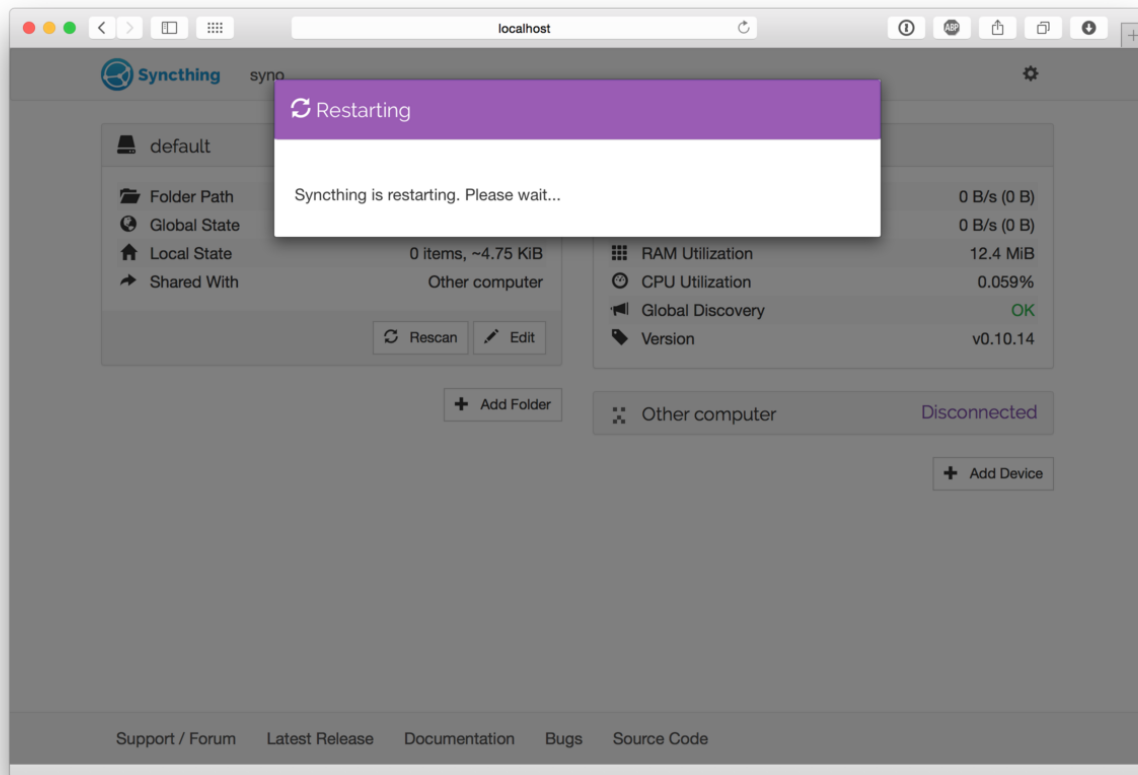 localhost
ABP
Syncthing syno
Restarting
Syncthing is restarting. Please wait...
default
Folder Path
Global State
Local State 0 items, ~4.75 KiB
Shared With Other computer
Rescan Edit
Add Folder
0 B/s (0 B)
0 B/s (0 B)
RAM Utilization 12.4 MiB
CPU Utilization 0.059%
Global Discovery OK
Version v0.10.14
Other computer Disconnected
Add Device
Support / Forum Latest Release Documentation Bugs Source Code